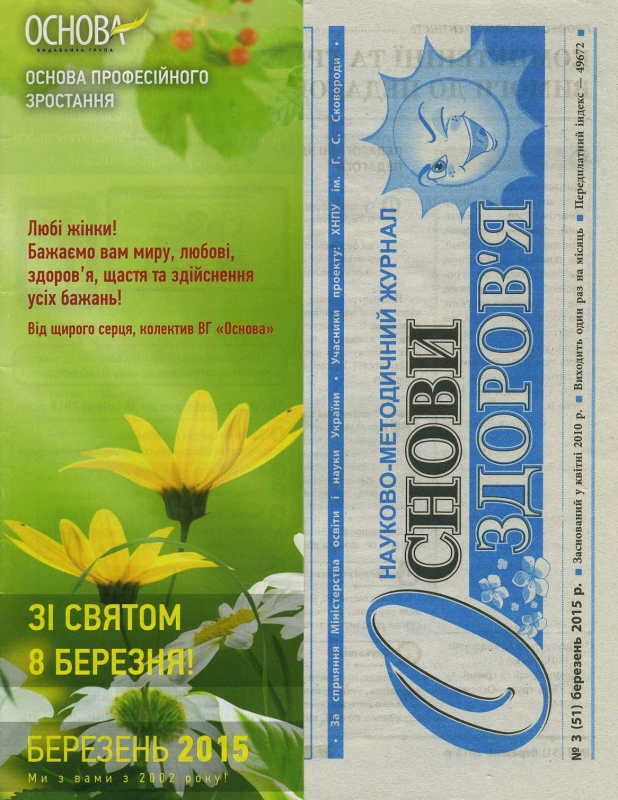 ОСНОВА
ВИДАВНИЧА ГРУПА
ОСНОВА ПРОФЕСІЙНОГО
ЗРОСТАННЯ
Любі жінки!
Бажаємо вам миру, любові,
здоров’я, щастя та здійснення
усіх бажань!
Від щирого серця, колектив ВГ «Основа»
ЗІ СВЯТОМ
8 БЕРЕЗНЯ!
БЕРЕЗЕНЬ 2015
Ми з вами з 2002 року!
• За сприяння Міністерства освіти і науки України • Учасники проекту: ХНПУ ім. Г. С. Сковороди •
НАУКОВО-МЕТОДИЧНИЙ ЖУРНАЛ
ОСНОВИ
ЗДОРОВ'Я
№ 3 (51) березень 2015 р. ■ Заснований у квітні 2010 р. ■ Виходить один раз на місяць ■ Передплатний індекс — 49672 ■